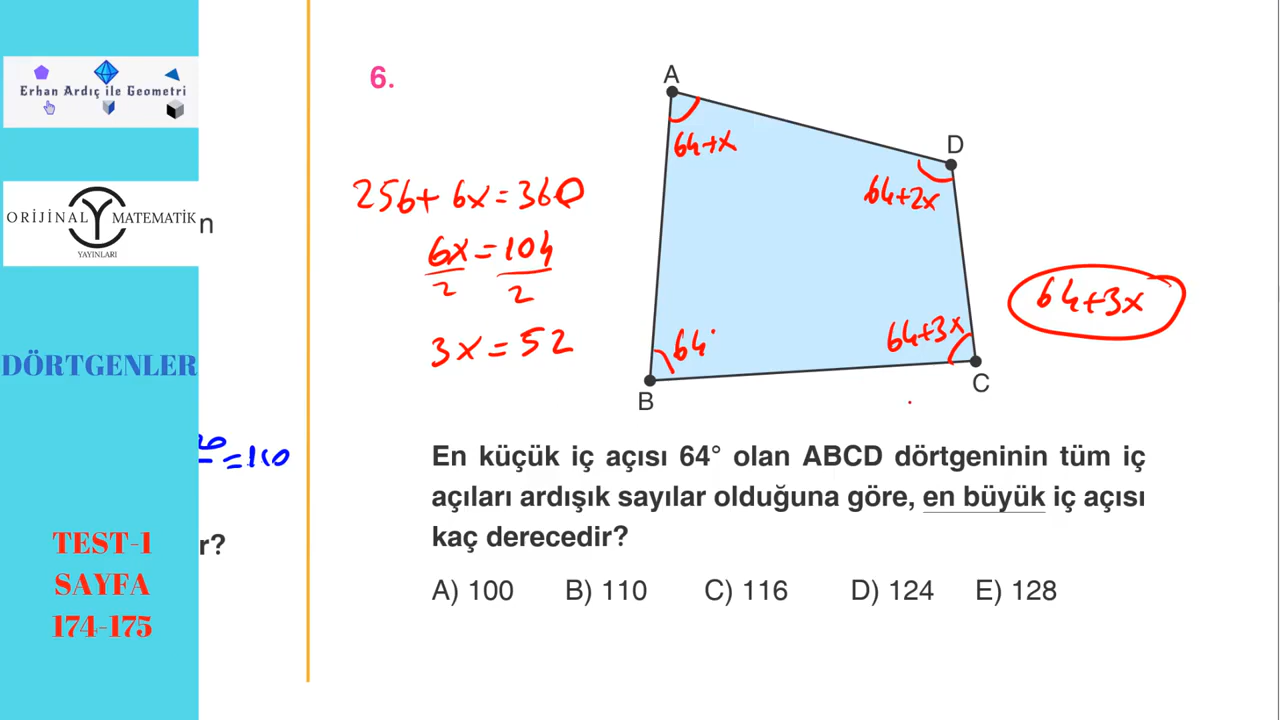 Erhan Ardıç ile Geometri
ORİJİNAL MATEMATİK
YAYINLARI
n
DÖRTGENLER
=110
r?
TEST-1
SAYFA
174-175
6.
A
64+x
D
64+2x
256+ 6x=360
6x = 104
2 2
3x = 52
64°
B
64+3x
C
64+3x
En küçük iç açısı 64° olan ABCD dörtgeninin tüm iç
açıları ardışık sayılar olduğuna göre, en büyük iç açısı
kaç derecedir?
A) 100 B) 110 C) 116 D) 124 E) 128